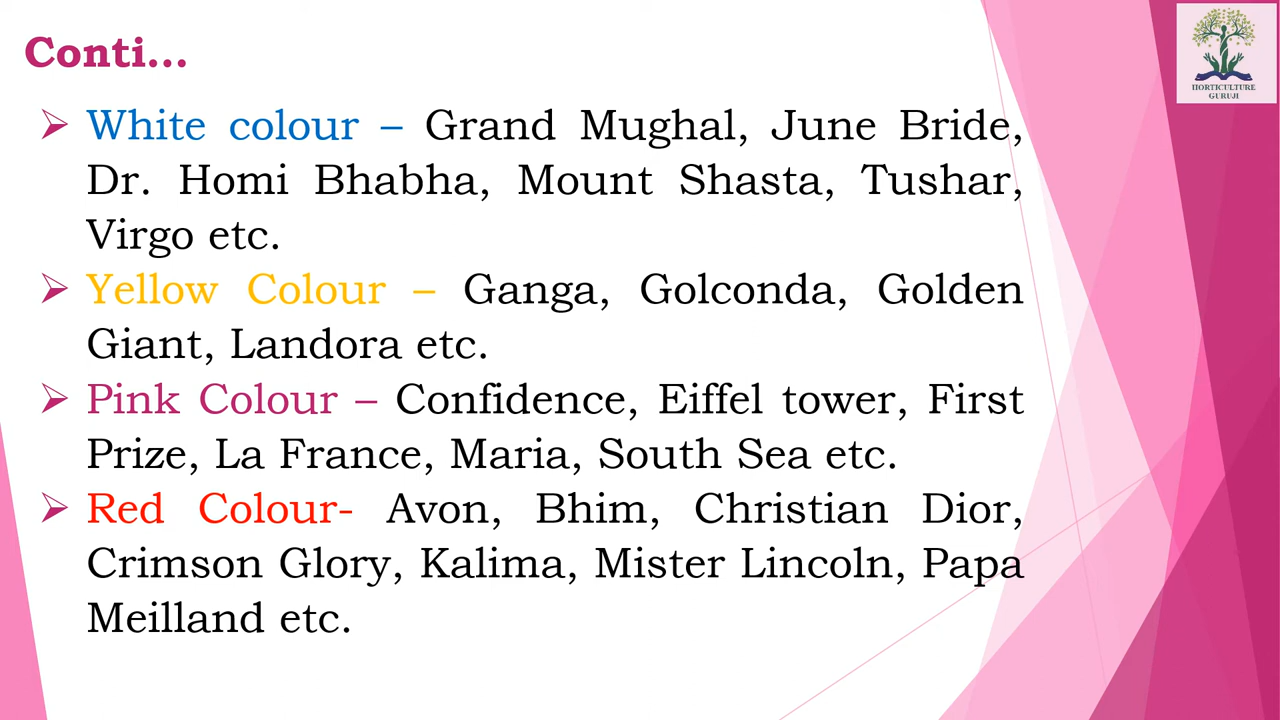 Conti...
HORTICULTURE
GURUJI
➢ White colour – Grand Mughal, June Bride,
Dr. Homi Bhabha, Mount Shasta, Tushar,
Virgo etc.
➢ Yellow Colour – Ganga, Golconda, Golden
Giant, Landora etc.
➢ Pink Colour – Confidence, Eiffel tower, First
Prize, La France, Maria, South Sea etc.
➢ Red Colour- Avon, Bhim, Christian Dior,
Crimson Glory, Kalima, Mister Lincoln, Papa
Meilland etc.